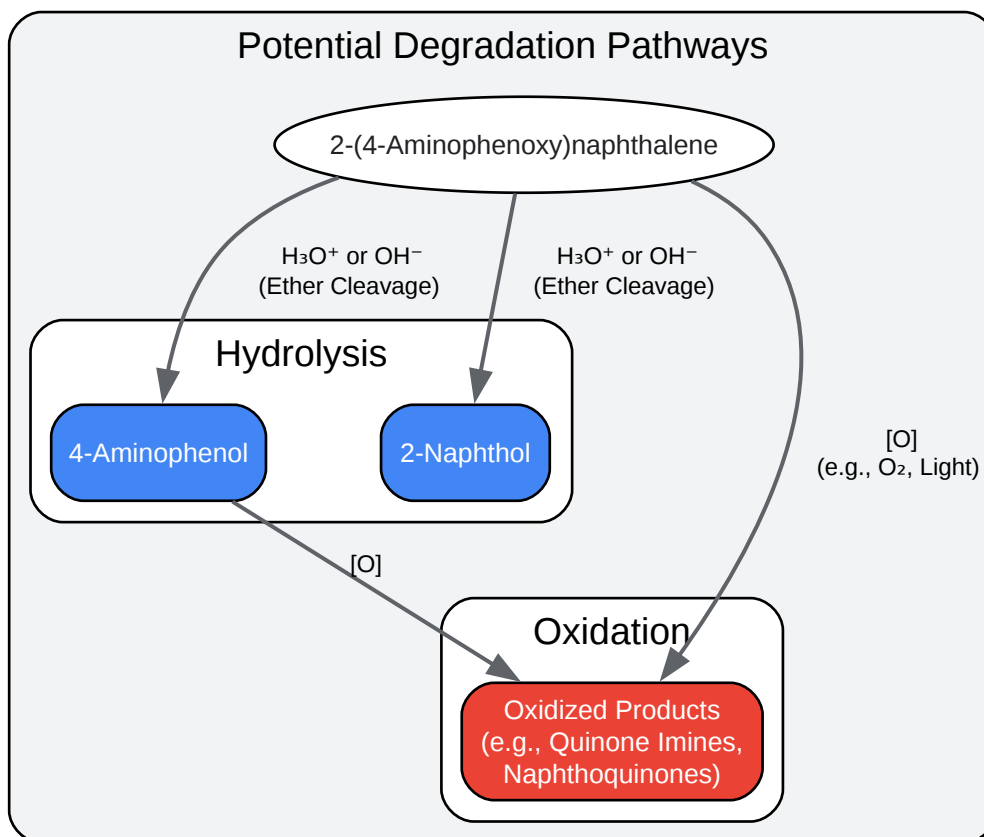 Potential Degradation Pathways
2-(4-Aminophenoxy)naphthalene
H₃O⁺ or OH⁻
(Ether Cleavage)
H₃O⁺ or OH⁻
(Ether Cleavage)
Hydrolysis
4-Aminophenol
2-Naphthol
[O]
(e.g., O₂, Light)
[O]
Oxidation
Oxidized Products
(e.g., Quinone Imines,
Naphthoquinones)